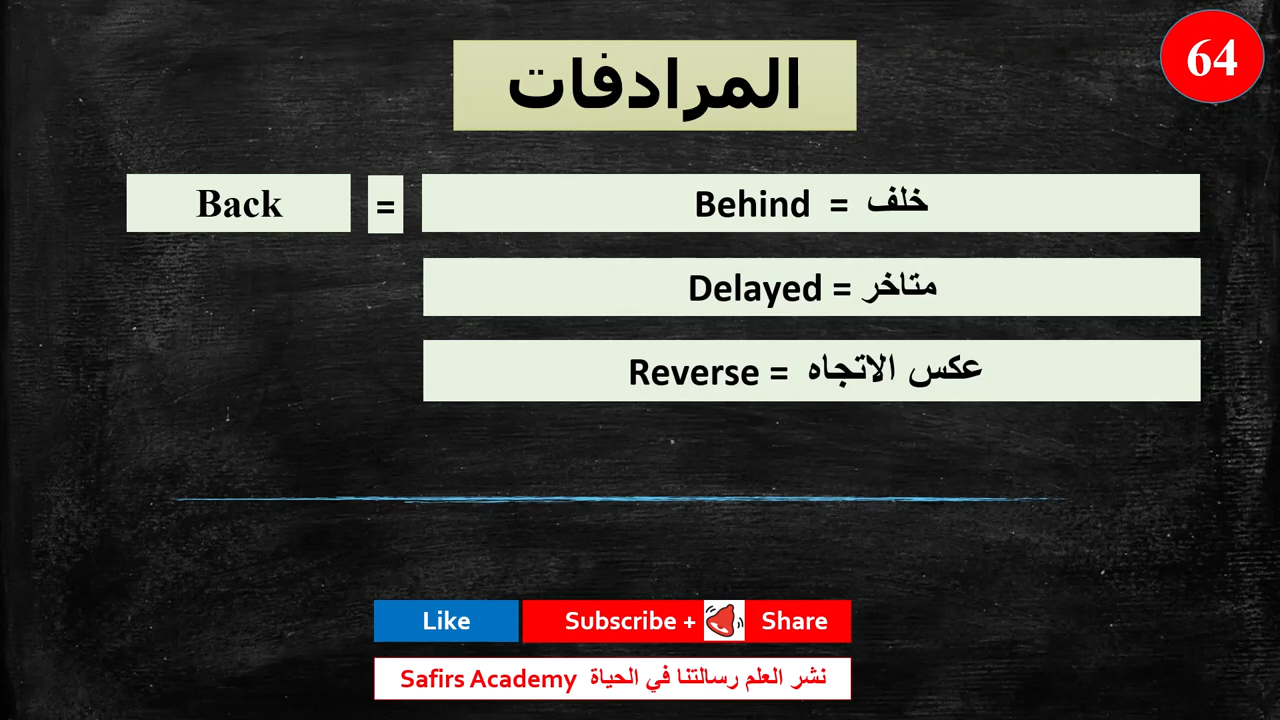 64
المرادفات
Back = Behind = خلف
Delayed = متاخر
Reverse = عكس الاتجاه
Like Subscribe + Share
Safirs Academy نشر العلم رسالتنا في الحياة